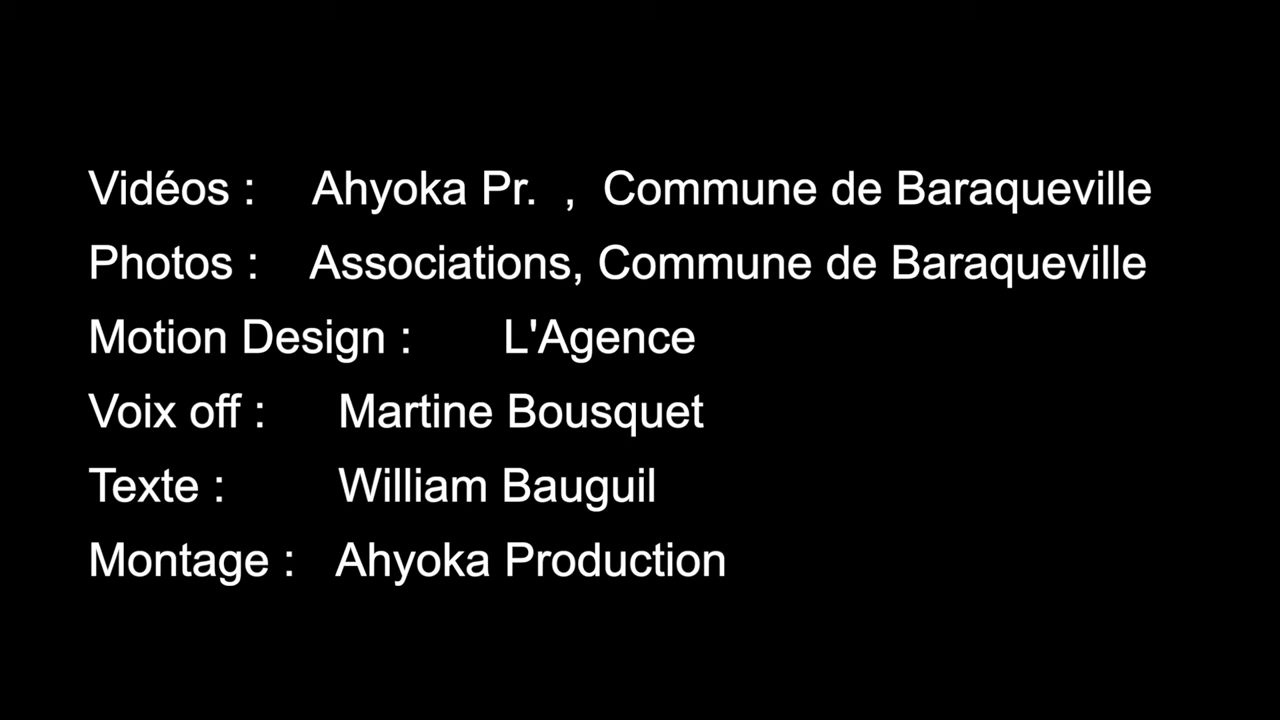 Vidéos : Ahyoka Pr. , Commune de Baraqueville
Photos : Associations, Commune de Baraqueville
Motion Design : L'Agence
Voix off : Martine Bousquet
Texte : William Bauguil
Montage : Ahyoka Production